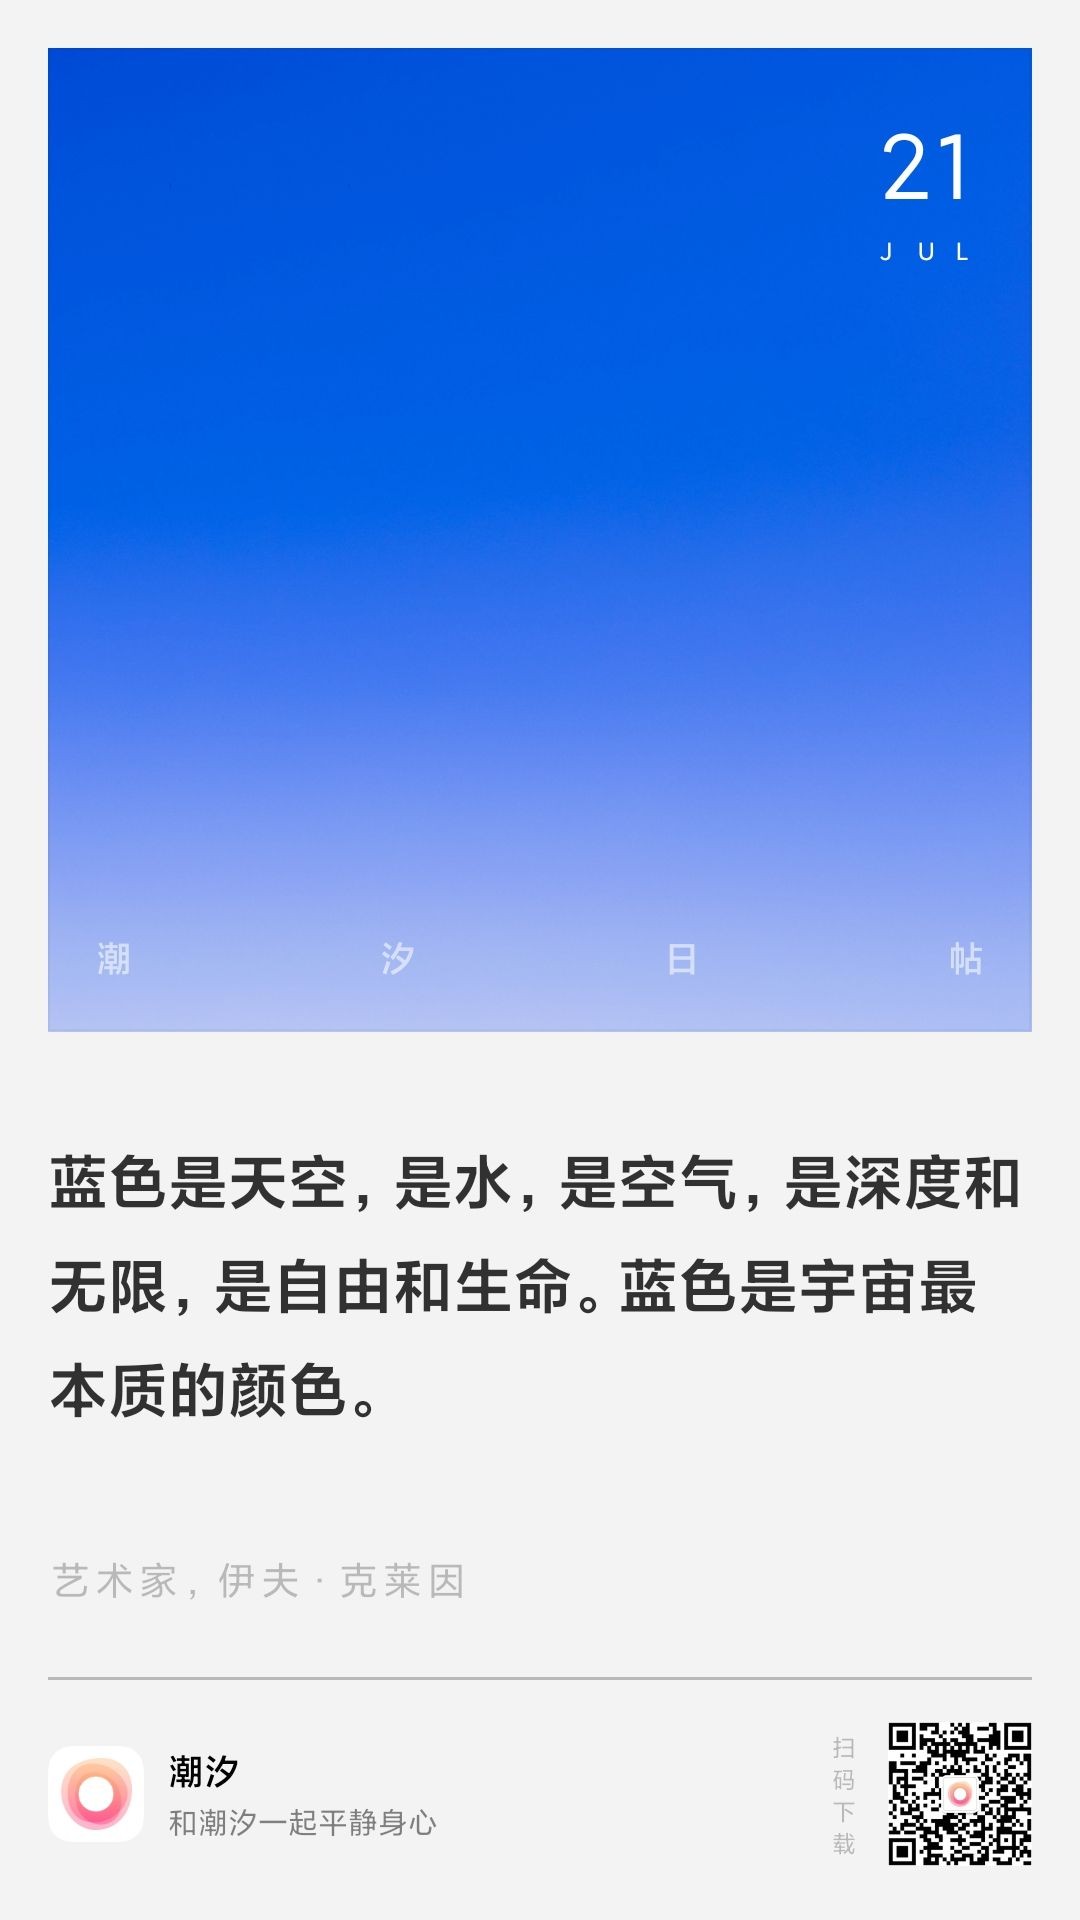 21
JUL
潮汐日帖
蓝色是天空，是水，是空气，是深度和
无限，是自由和生命。蓝色是宇宙最
本质的颜色。
艺术家，伊夫·克莱因
潮汐
和潮汐一起平静身心
扫码下载